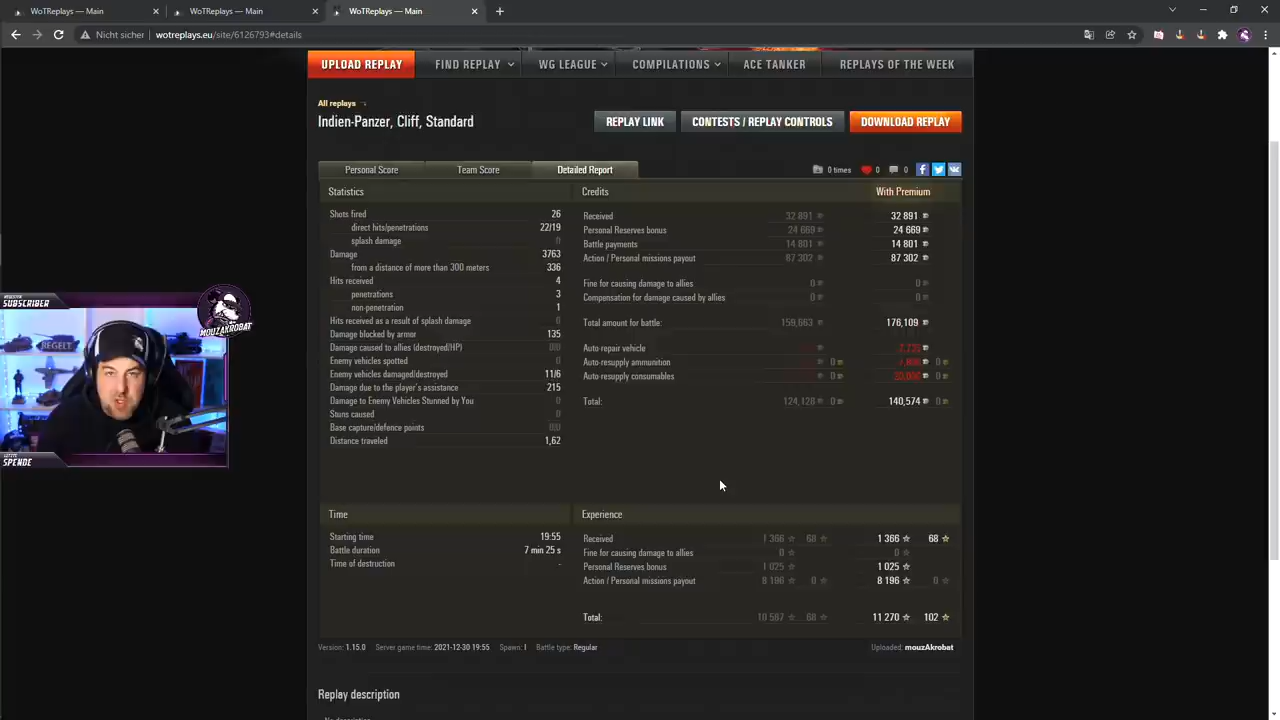 WoTReplays — Main
WoTReplays — Main
WoTReplays — Main
Nicht sicher
wotreplays.eu/site/6126793#details
UPLOAD REPLAY
FIND REPLAY
WG LEAGUE
COMPILATIONS
ACE TANKER
REPLAYS OF THE WEEK
All replays →
Indien-Panzer, Cliff, Standard
REPLAY LINK
CONTESTS / REPLAY CONTROLS
DOWNLOAD REPLAY
Personal Score
Team Score
Detailed Report
0 times
0
0
Statistics
Shots fired 26
direct hits/penetrations 22/19
splash damage 0
Damage 3763
from a distance of more than 300 meters 336
Hits received 4
penetrations 3
non-penetration 1
Hits received as a result of splash damage 0
Damage blocked by armor 135
Damage caused to allies (destroyed/HP) 0/0
Enemy vehicles spotted 0
Enemy vehicles damaged/destroyed 11/6
Damage due to the player's assistance 215
Damage to Enemy Vehicles Stunned by You 0
Stuns caused 0
Base capture/defence points 0/0
Distance traveled 1,62
Credits With Premium
Received 32 891 32 891
Personal Reserves bonus 24 669 24 669
Battle payments 14 801 14 801
Action / Personal missions payout 87 302 87 302
Fine for causing damage to allies 0 0
Compensation for damage caused by allies 0 0
Total amount for battle: 159,663 176,109
Auto repair vehicle
Auto-resupply ammunition 0 0
Auto-resupply consumables 0 0
Total: 124,128 0 140,574 0
Time
Starting time 19:55
Battle duration 7 min 25 s
Time of destruction -
Experience
Received 1 366 68 1 366 68
Fine for causing damage to allies 0 0
Personal Reserves bonus 1 025 1 025
Action / Personal missions payout 8 196 0 8 196 0
Total: 10 587 68 11 270 102
Version: 1.15.0 Server game time: 2021-12-30 19:55 Spawn: I Battle type: Regular
Uploaded: mouzAkrobat
Replay description
SUBSCRIBER
MOUZAKROBAT
REGELT
SPENDE